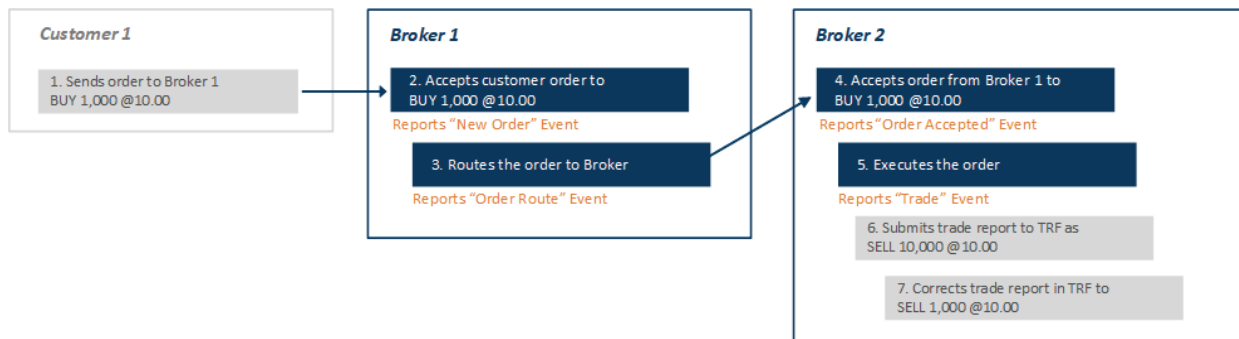 Customer 1
1. Sends order to Broker 1
BUY 1,000 @10.00
Broker 1
2. Accepts customer order to
BUY 1,000 @10.00
Reports “New Order” Event
3. Routes the order to Broker
Reports “Order Route” Event
Broker 2
4. Accepts order from Broker 1 to
BUY 1,000 @10.00
Reports “Order Accepted” Event
5. Executes the order
Reports “Trade” Event
6. Submits trade report to TRF as
SELL 10,000 @10.00
7. Corrects trade report in TRF to
SELL 1,000 @10.00